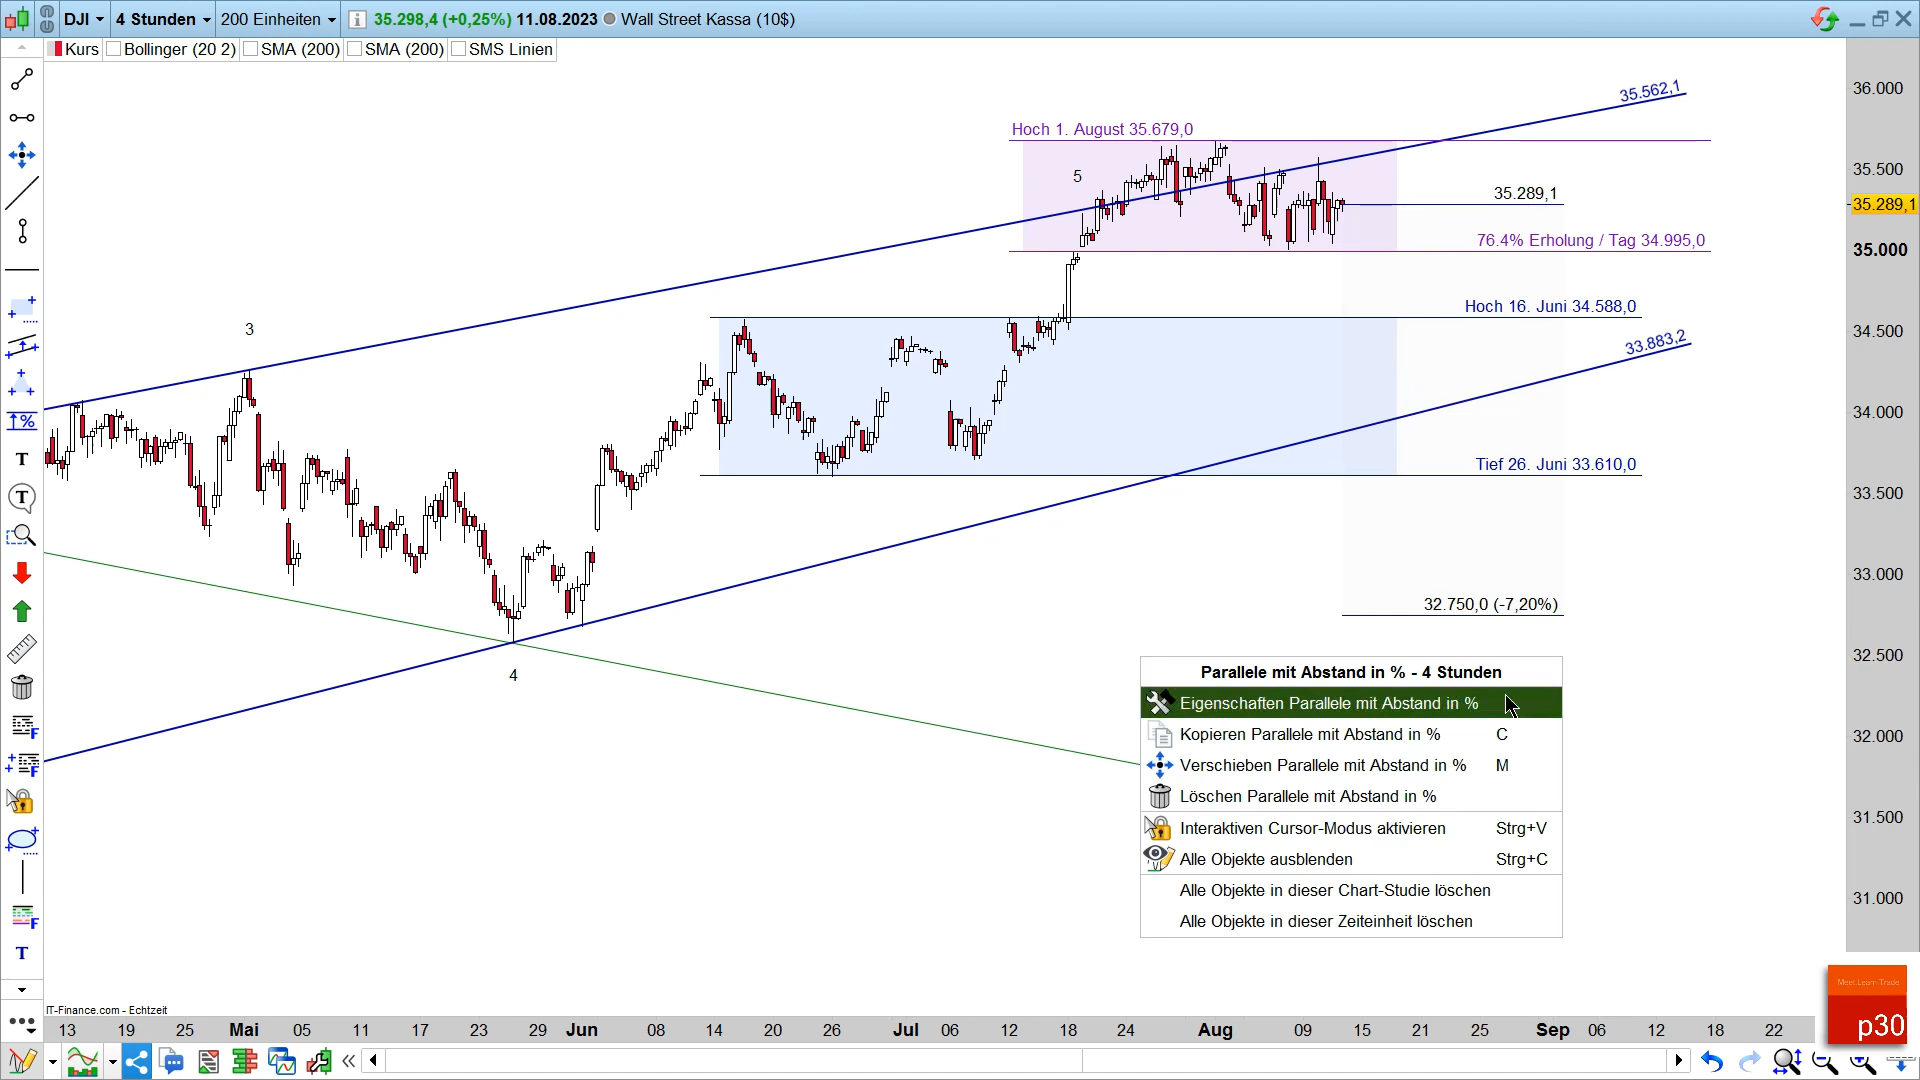 DJI 4 Stunden 200 Einheiten 35.298,4 (+0,25%) 11.08.2023 Wall Street Kassa (10$)
Kurs Bollinger (20 2) SMA (200) SMA (200) SMS Linien
35.562,1
36.000
Hoch 1. August 35.679,0
5
35.500
35.289,1
35.289,1
76.4% Erholung / Tag 34.995,0
35.000
Hoch 16. Juni 34.588,0
3
34.500
33.883,2
34.000
Tief 26. Juni 33.610,0
33.500
33.000
32.750,0 (-7,20%)
4
32.500
Parallele mit Abstand in % - 4 Stunden
Eigenschaften Parallele mit Abstand in %
Kopieren Parallele mit Abstand in % C
32.000
Verschieben Parallele mit Abstand in % M
Löschen Parallele mit Abstand in %
31.500
Interaktiven Cursor-Modus aktivieren Strg+V
Alle Objekte ausblenden Strg+C
Alle Objekte in dieser Chart-Studie löschen
31.000
Alle Objekte in dieser Zeiteinheit löschen
T
T
%
F
F
F
T
Meet Learn Trade
p30
IT-Finance.com - Echtzeit
13 19 25 Mai 05 11 17 23 29 Jun 08 14 20 26 Jul 06 12 18 24 Aug 09 15 21 25 Sep 06 12 18 22